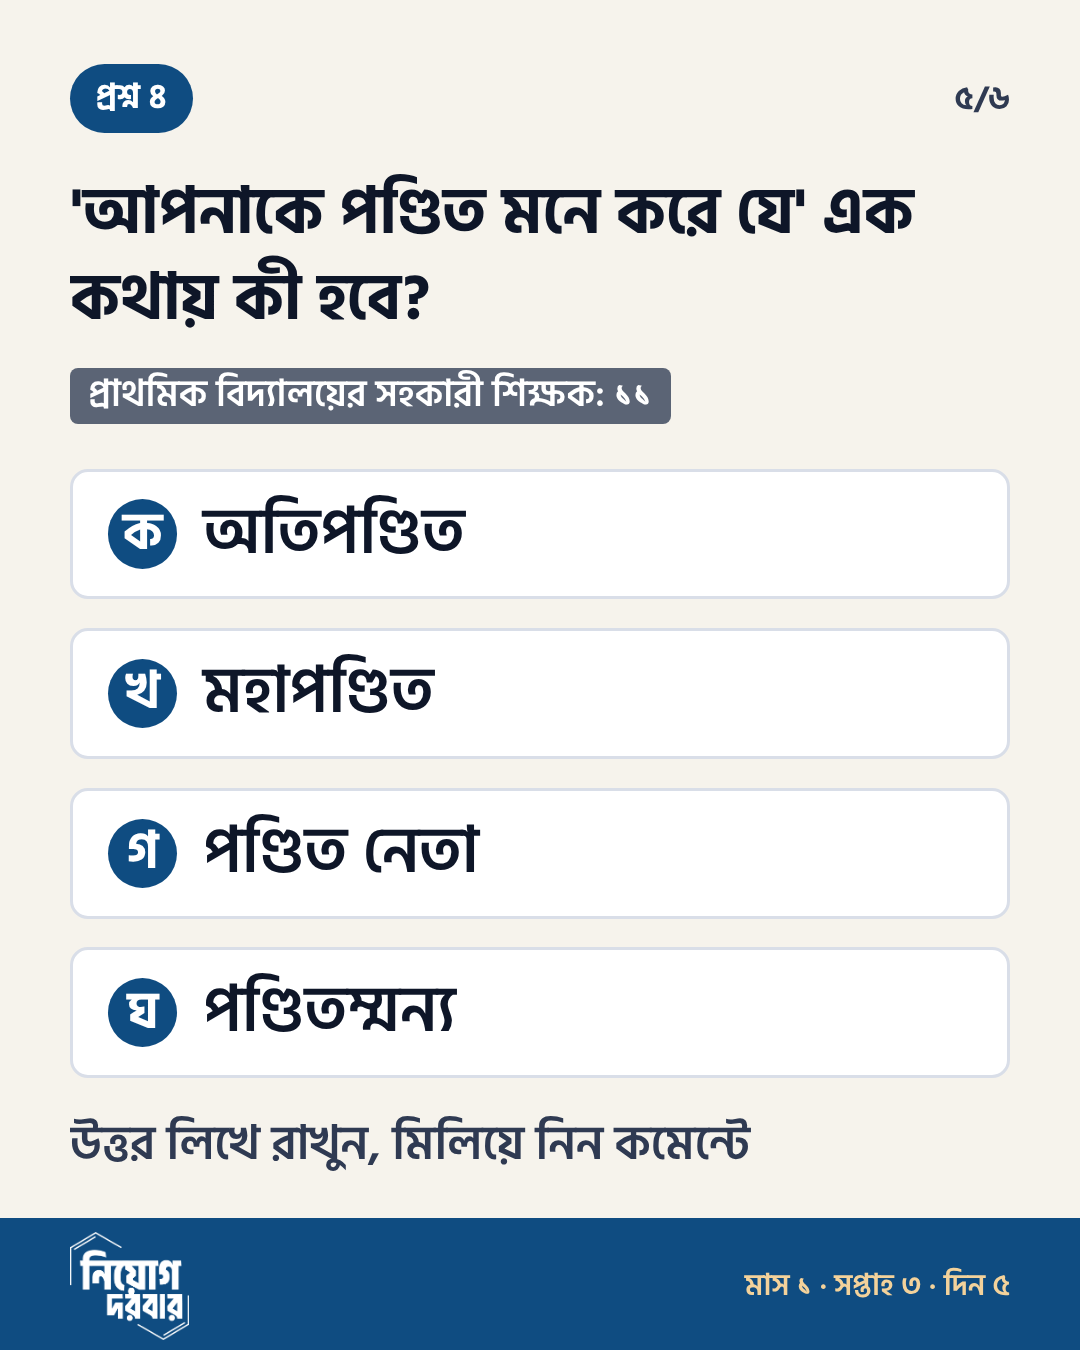 প্রশ্ন ৪
৫/৬
'আপনাকে পণ্ডিত মনে করে যে' এক
কথায় কী হবে?
প্রাথমিক বিদ্যালয়ের সহকারী শিক্ষক: ১১
ক অতিপণ্ডিত
খ মহাপণ্ডিত
গ পণ্ডিত নেতা
ঘ পণ্ডিতম্মন্য
উত্তর লিখে রাখুন, মিলিয়ে নিন কমেন্টে
নিয়োগ
দরবার
মাস ১ · সপ্তাহ ৩ · দিন ৫